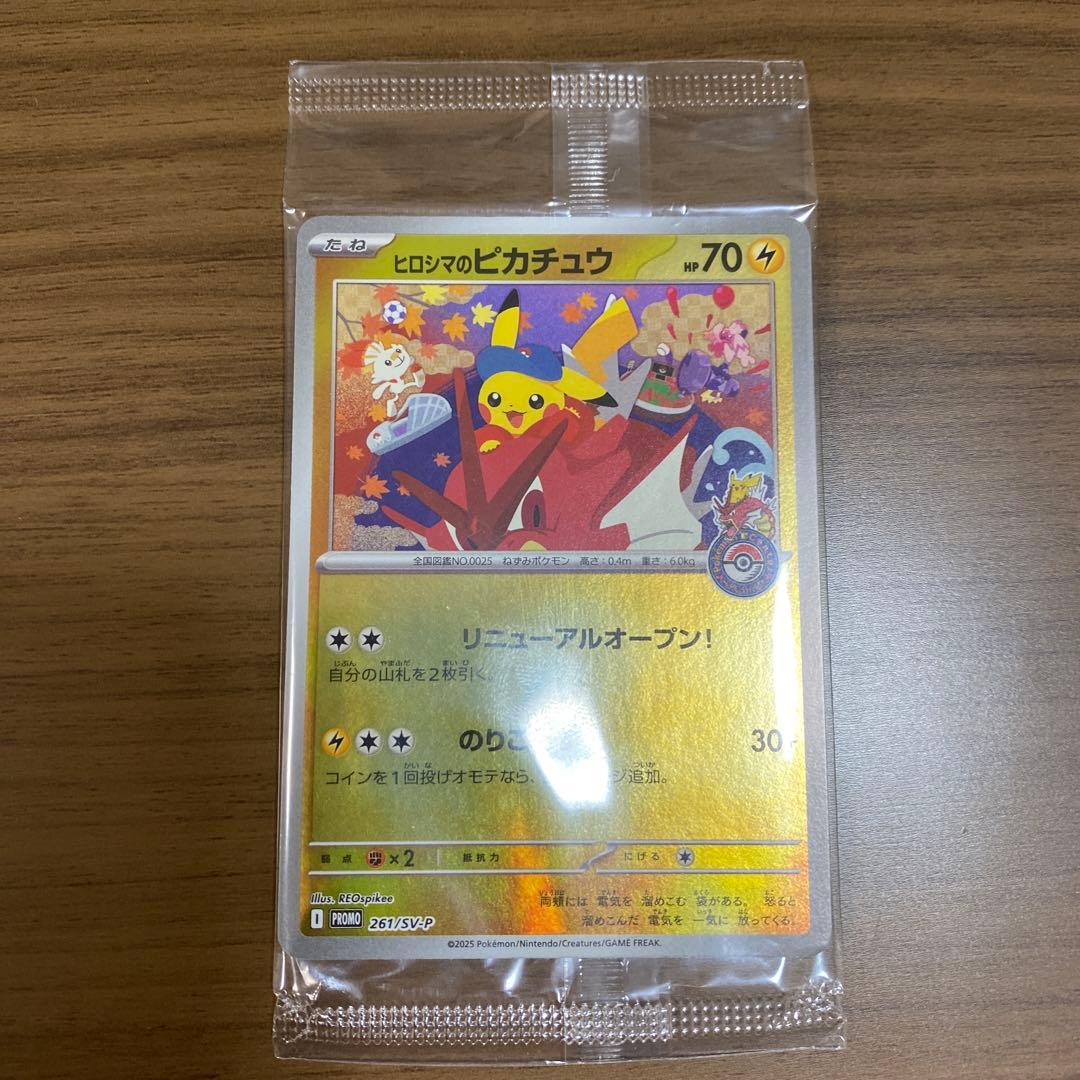 たね
ヒロシマのピカチュウ
HP 70
全国図鑑NO.0025 ねずみポケモン 高さ:0.4m 重さ:6.0kg
リニューアルオープン!
自分の山札を2枚引く。
のりこ
30+
コインを1回投げオモテなら、 ジ追加。
弱点 ×2 抵抗力 にげる
Illus. REOspikee
両頬には 電気を 溜めこむ 袋がある。 怒ると
溜めこんだ 電気を 一気に 放ってくる。
I PROMO 261/SV-P
©2025 Pokémon/Nintendo/Creatures/GAME FREAK.